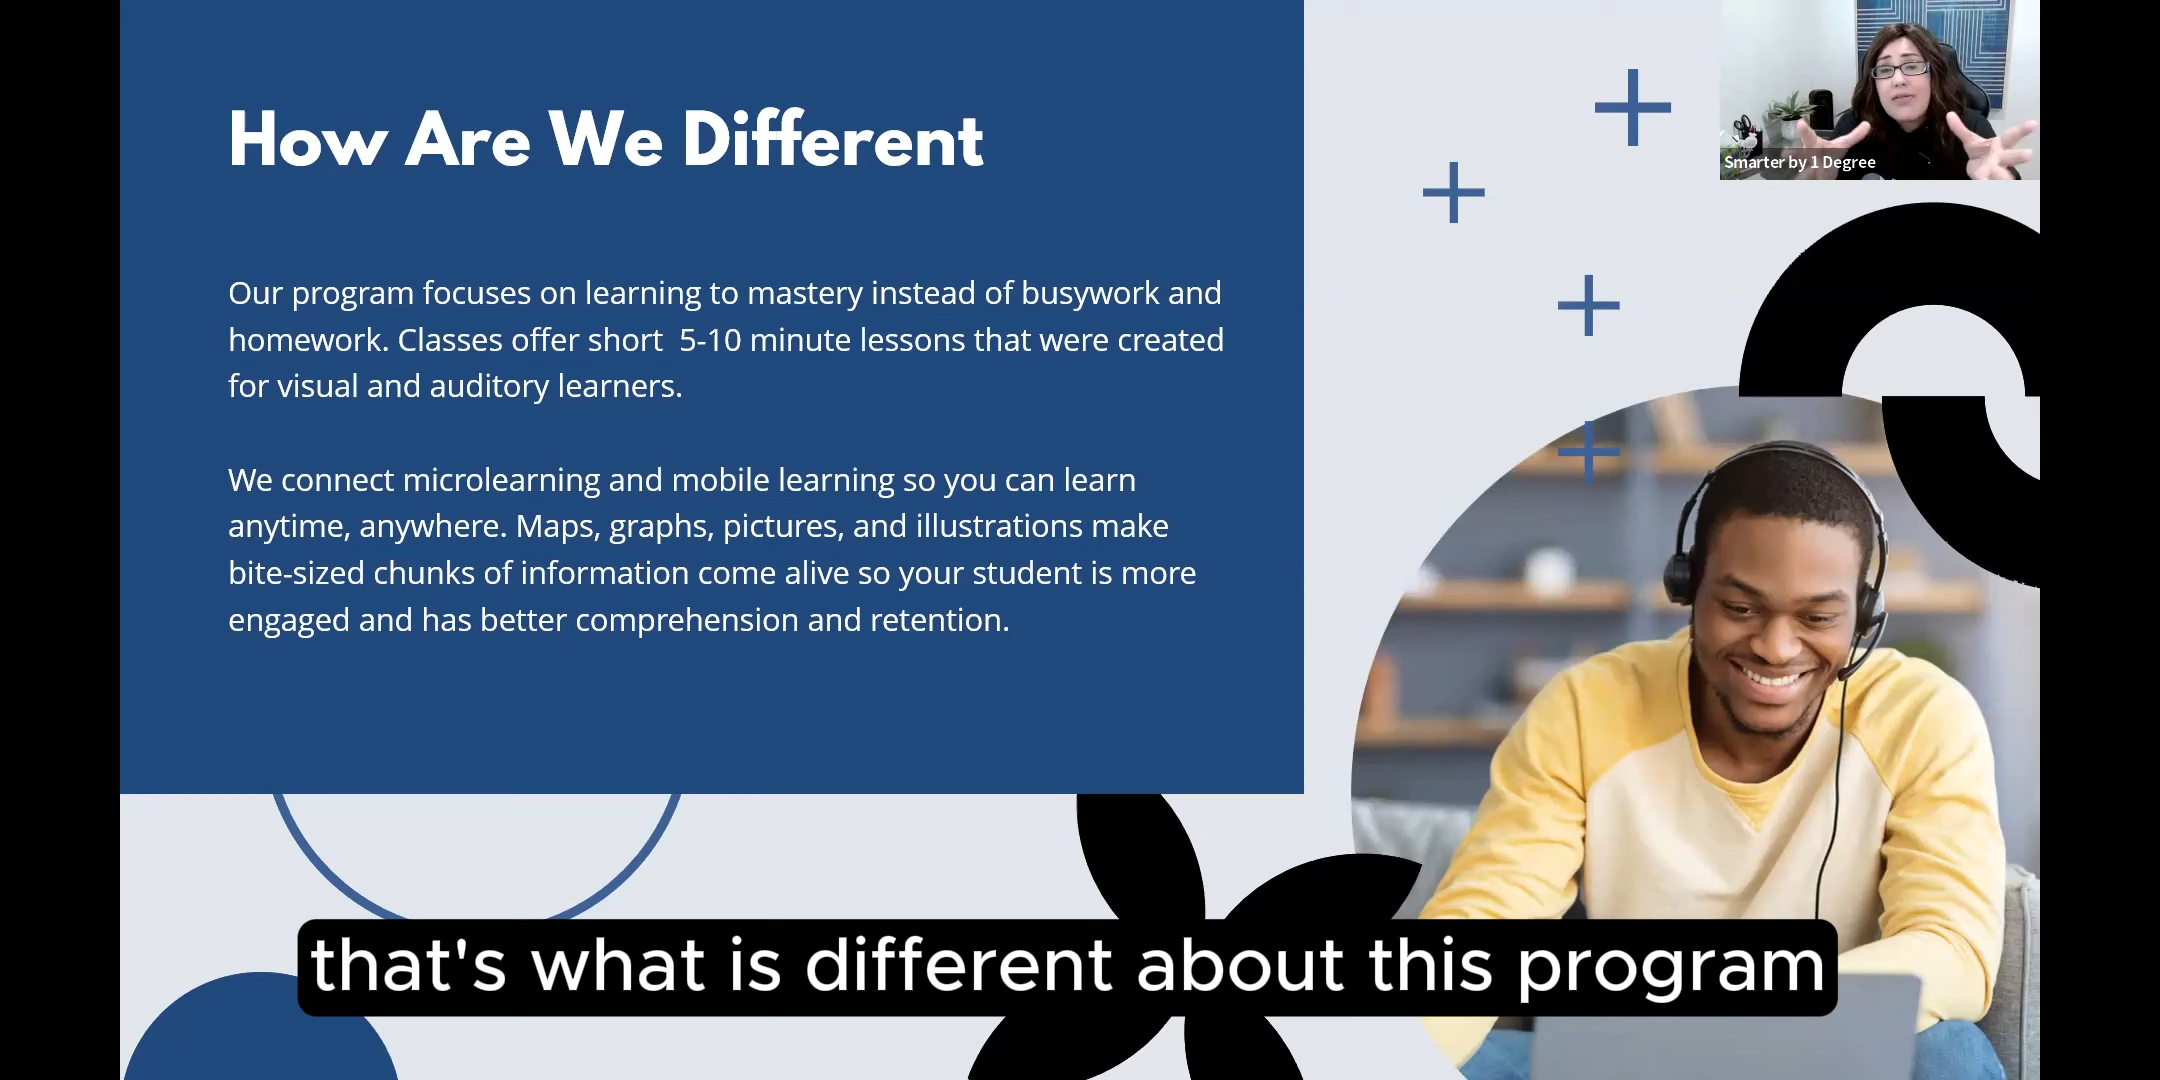 How Are We Different
Smarter by 1 Degree
Our program focuses on learning to mastery instead of busywork and
homework. Classes offer short  5-10 minute lessons that were created
for visual and auditory learners.
We connect microlearning and mobile learning so you can learn
anytime, anywhere. Maps, graphs, pictures, and illustrations make
bite-sized chunks of information come alive so your student is more
engaged and has better comprehension and retention.
that's what is different about this program